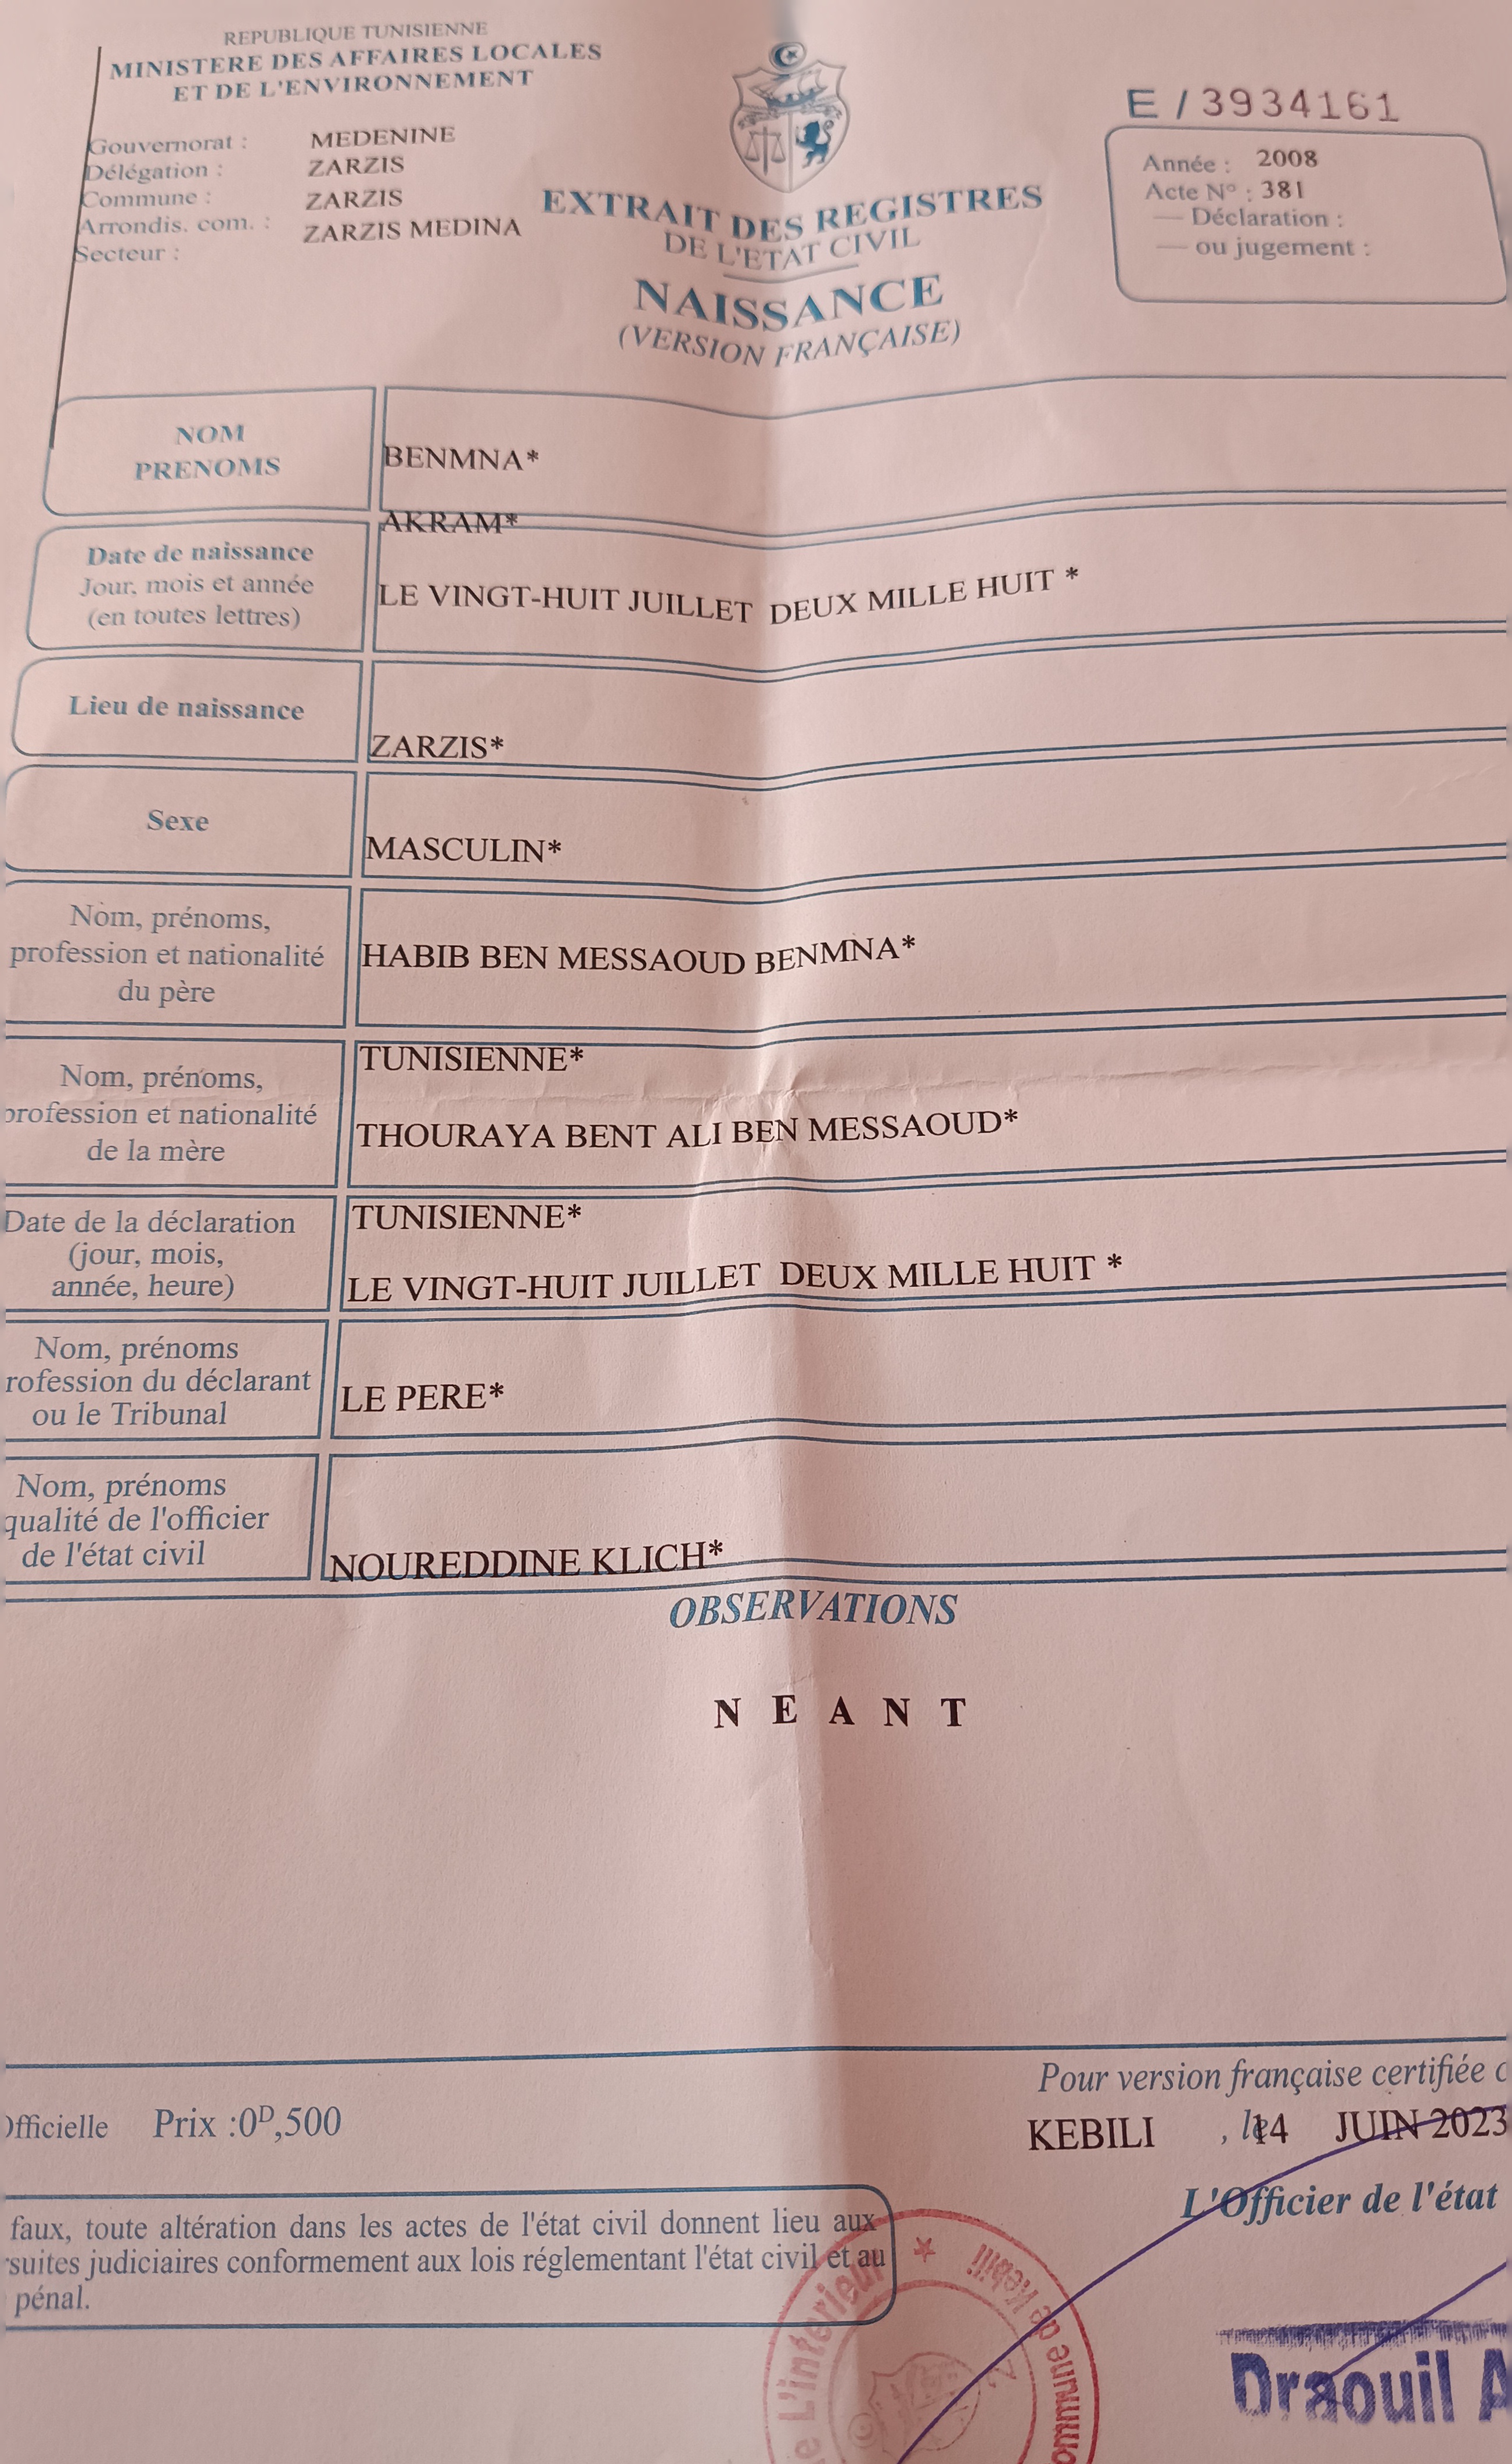 REPUBLIQUE TUNISIENNE
MINISTERE DES AFFAIRES LOCALES
ET DE L'ENVIRONNEMENT
Gouvernorat : MEDENINE
Délégation : ZARZIS
Commune : ZARZIS
Arrondis. com. : ZARZIS MEDINA
Secteur :
EXTRAIT DES REGISTRES
DE L'ETAT CIVIL
NAISSANCE
(VERSION FRANÇAISE)
E / 3934161
Année : 2008
Acte N° : 381
— Déclaration :
— ou jugement :
NOM
PRENOMS
BENMNA*
AKRAM*
Date de naissance
Jour, mois et année
(en toutes lettres)
LE VINGT-HUIT JUILLET DEUX MILLE HUIT *
Lieu de naissance
ZARZIS*
Sexe
MASCULIN*
Nom, prénoms,
profession et nationalité
du père
HABIB BEN MESSAOUD BENMNA*
TUNISIENNE*
Nom, prénoms,
profession et nationalité
de la mère
THOURAYA BENT ALI BEN MESSAOUD*
TUNISIENNE*
Date de la déclaration
(jour, mois,
année, heure)
LE VINGT-HUIT JUILLET DEUX MILLE HUIT *
Nom, prénoms
rofession du déclarant
ou le Tribunal
LE PERE*
Nom, prénoms
qualité de l'officier
de l'état civil
NOUREDDINE KLICH*
OBSERVATIONS
N E A N T
Pour version française certifiée c
Officielle Prix :0D,500
KEBILI , le 14 JUIN 2023
L'Officier de l'état
faux, toute altération dans les actes de l'état civil donnent lieu aux
suites judiciaires conformement aux lois réglementant l'état civil et au
pénal.
e L'intérieur ★ ommune de Kebili
2
Draouil A